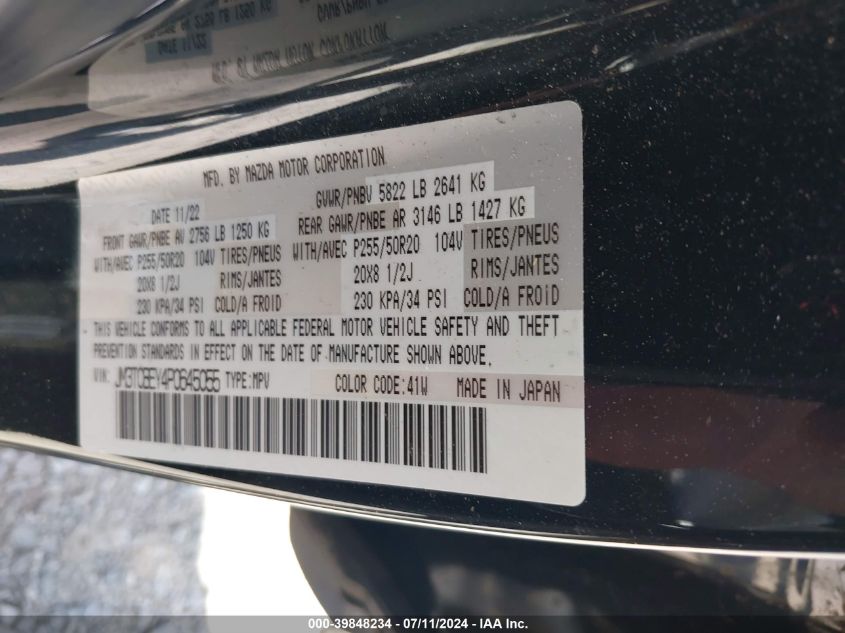 MFD. BY MAZDA MOTOR CORPORATION
DATE 11/22 GVWR/PNBV 5822 LB 2641 KG
FRONT GAWR/PNBE AV 2756 LB 1250 KG REAR GAWR/PNBE AR 3146 LB 1427 KG
WITH/AVEC P255/50R20 104V TIRES/PNEUS WITH/AVEC P255/50R20 104V TIRES/PNEUS
20X8 1/2J RIMS/JANTES 20X8 1/2J RIMS/JANTES
230 KPA/34 PSI COLD/A FROID 230 KPA/34 PSI COLD/A FROID
THIS VEHICLE CONFORMS TO ALL APPLICABLE FEDERAL MOTOR VEHICLE SAFETY AND THEFT
PREVENTION STANDARDS IN EFFECT ON THE DATE OF MANUFACTURE SHOWN ABOVE.
VIN: JM3TCBEY4P0645055 TYPE:MPV COLOR CODE:41W MADE IN JAPAN
000-39848234 - 07/11/2024 - IAA Inc.